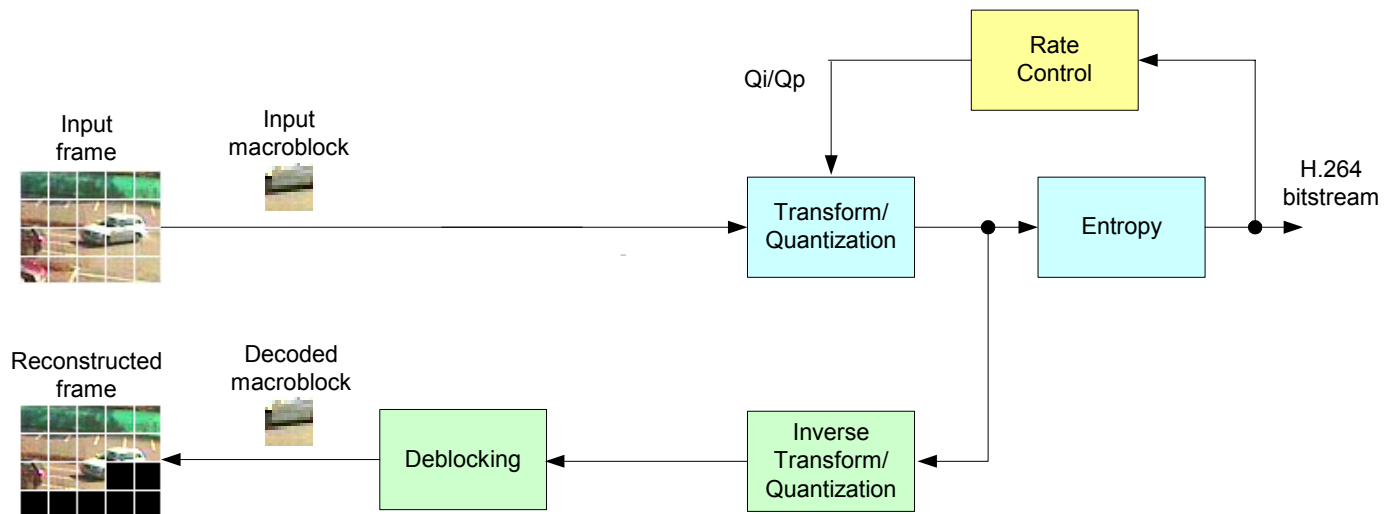 Rate
Control
Qi/Qp
Input
frame
Input
macroblock
H.264
bitstream
Transform/
Quantization
Entropy
Reconstructed
frame
Decoded
macroblock
Deblocking
Inverse
Transform/
Quantization